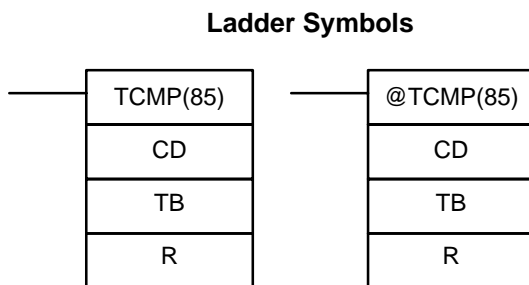 Ladder Symbols
TCMP(85)
CD
TB
R
@TCMP(85)
CD
TB
R